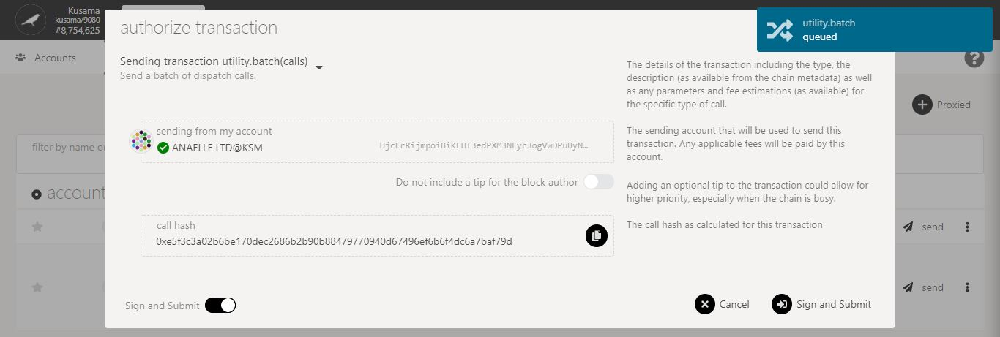 Kusama
kusama/9080
#8,754,625
authorize transaction
utility.batch
queued
Accounts
Sending transaction utility.batch(calls)
Send a batch of dispatch calls.
The details of the transaction including the type, the
description (as available from the chain metadata) as well
as any parameters and fee estimations (as available) for
the specific type of call.
Proxied
sending from my account
ANAELLE LTD@KSM
HjcErRijmpoiBiKEHT3edPXM3NFycJogVwDPuByN…
The sending account that will be used to send this
transaction. Any applicable fees will be paid by this
account.
filter by name or
Do not include a tip for the block author
Adding an optional tip to the transaction could allow for
higher priority, especially when the chain is busy.
account
call hash
0xe5f3c3a02b6be170dec2686b2b90b88479770940d67496ef6b6f4dc6a7baf79d
The call hash as calculated for this transaction
send
send
Sign and Submit
Cancel
Sign and Submit